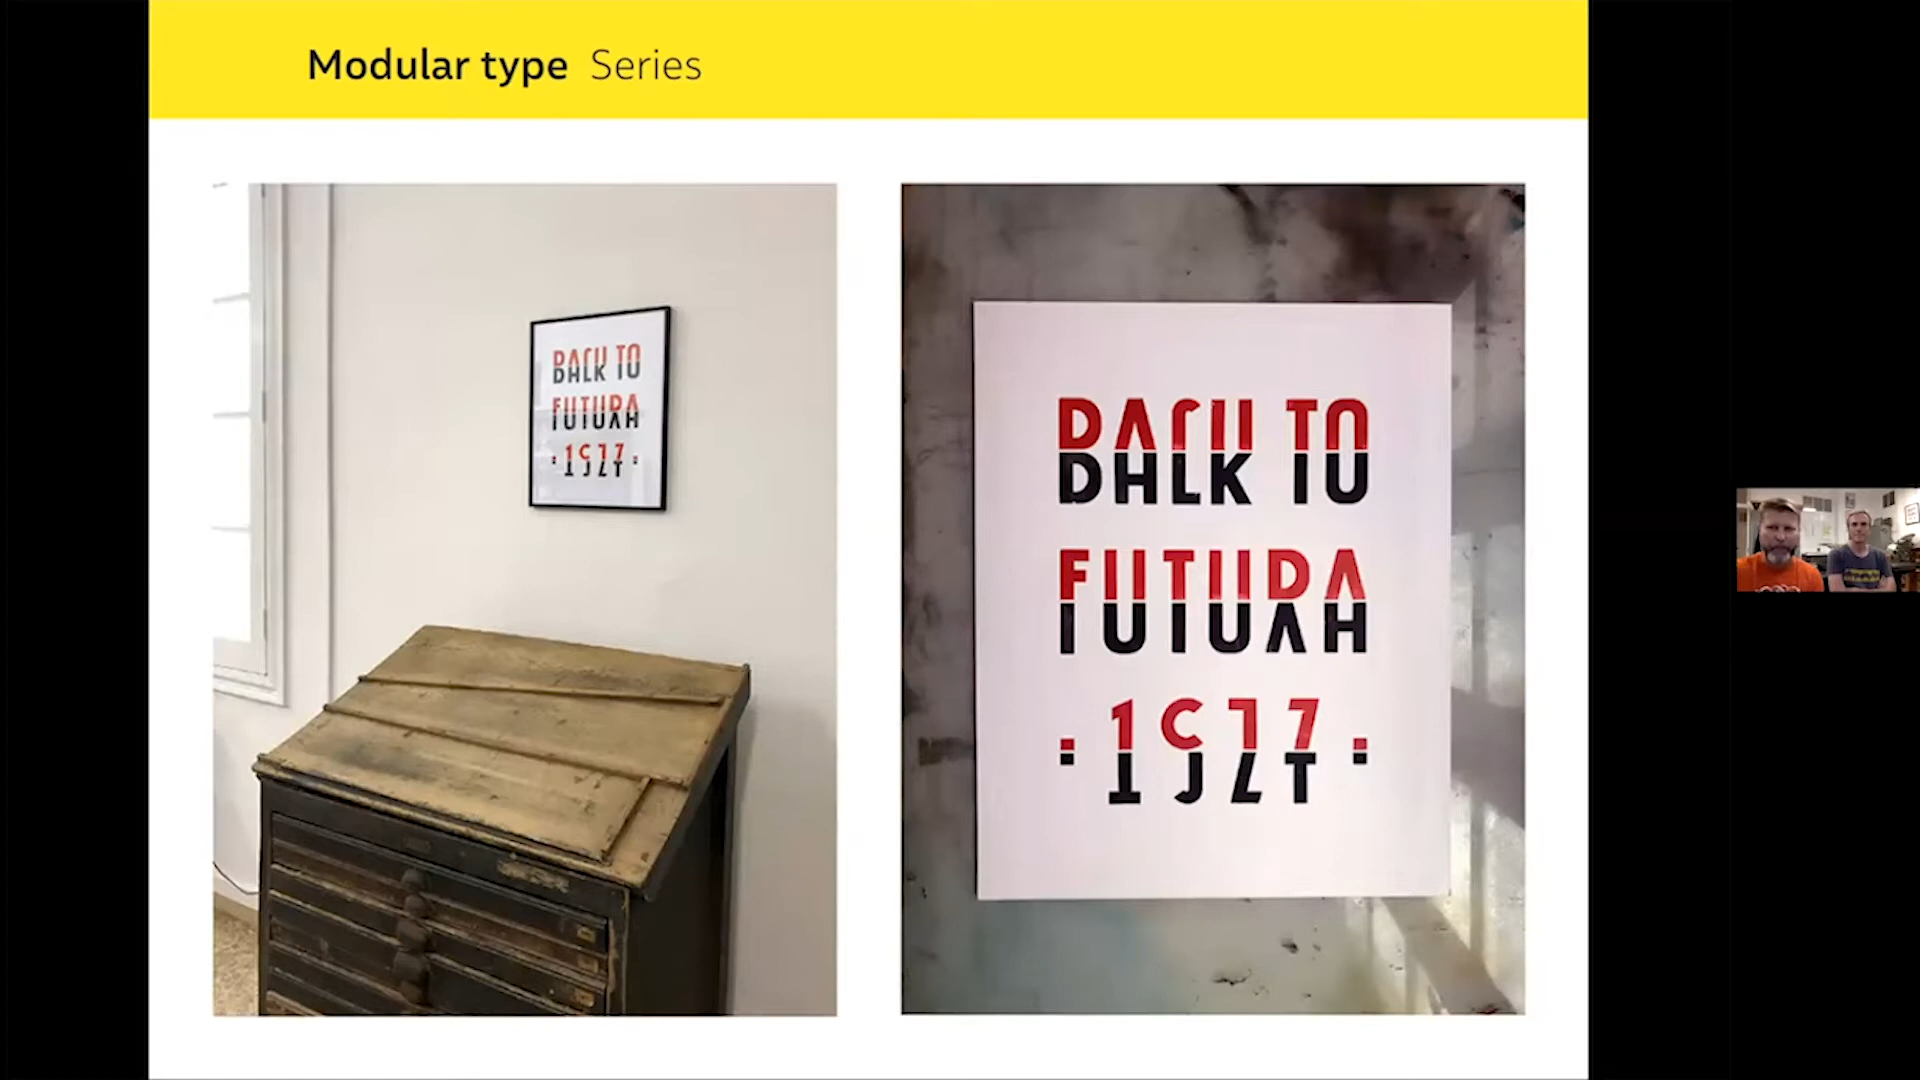 Modular type Series
BACK TO
FUTURA
: 1927 :
BACK TO
FUTURA
: 1927 :